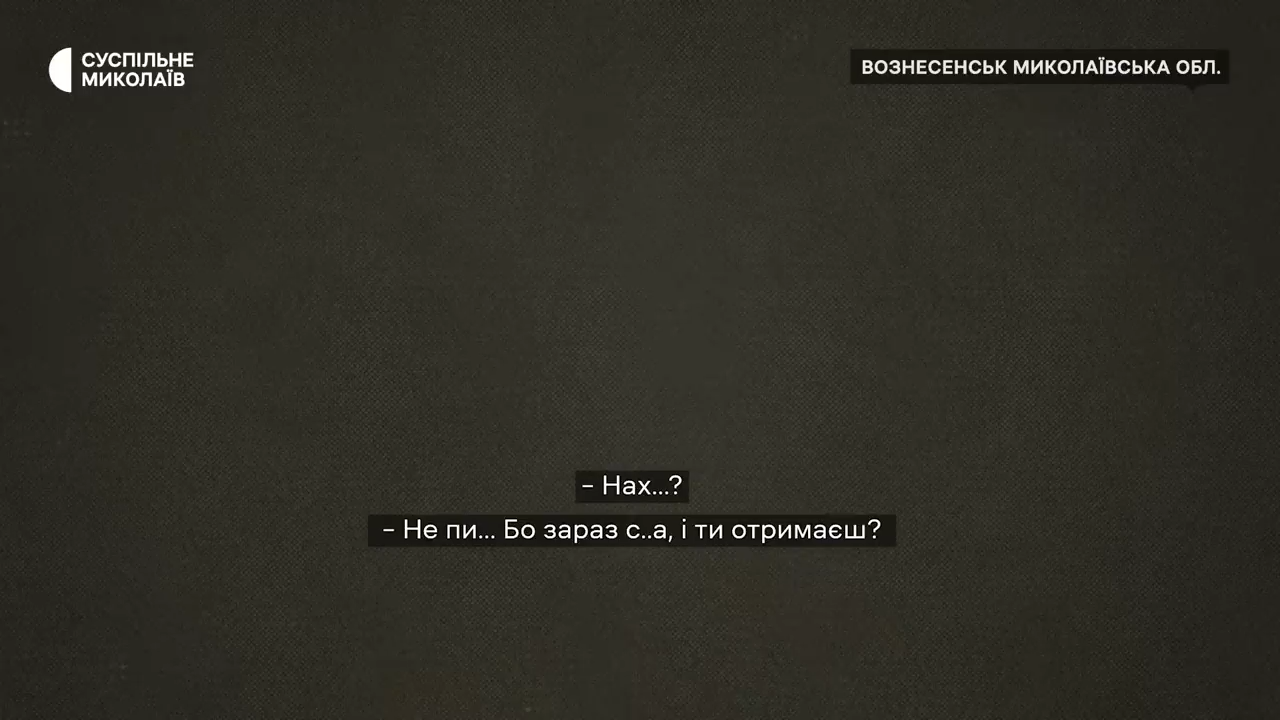 СУСПІЛЬНЕ
МИКОЛАЇВ
ВОЗНЕСЕНСЬК МИКОЛАЇВСЬКА ОБЛ.
– Нах...?
– Не пи... Бо зараз с..а, і ти отримаєш?